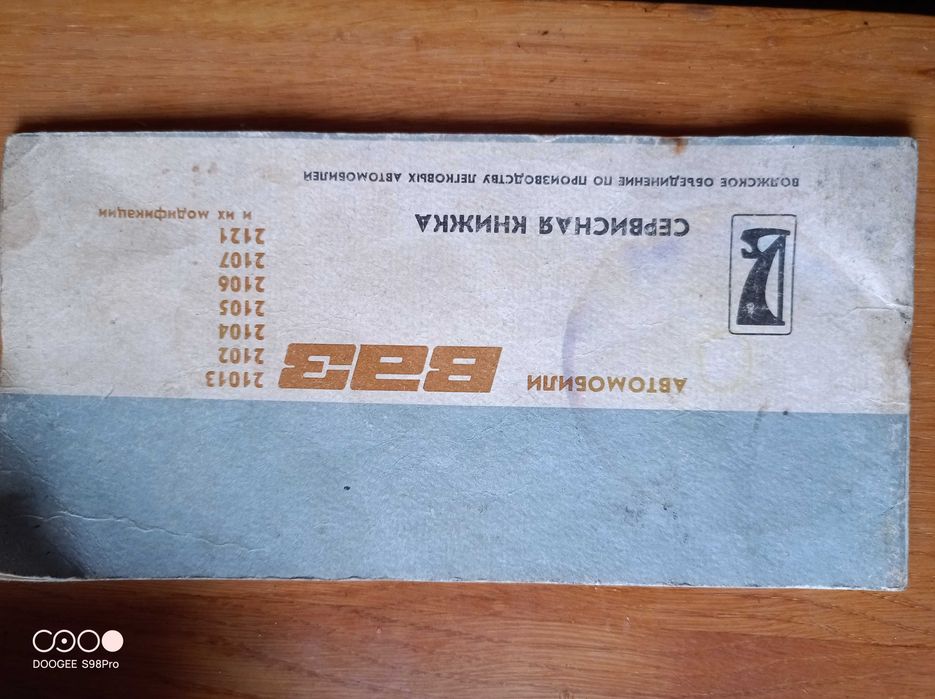 АВТОМОБИЛИ ВАЗ
21013
2102
2104
2105
2106
2107
2121
и их модификации
СЕРВИСНАЯ КНИЖКА
ВОЛЖСКОЕ ОБЪЕДИНЕНИЕ ПО ПРОИЗВОДСТВУ ЛЕГКОВЫХ АВТОМОБИЛЕЙ
DOOGEE S98Pro